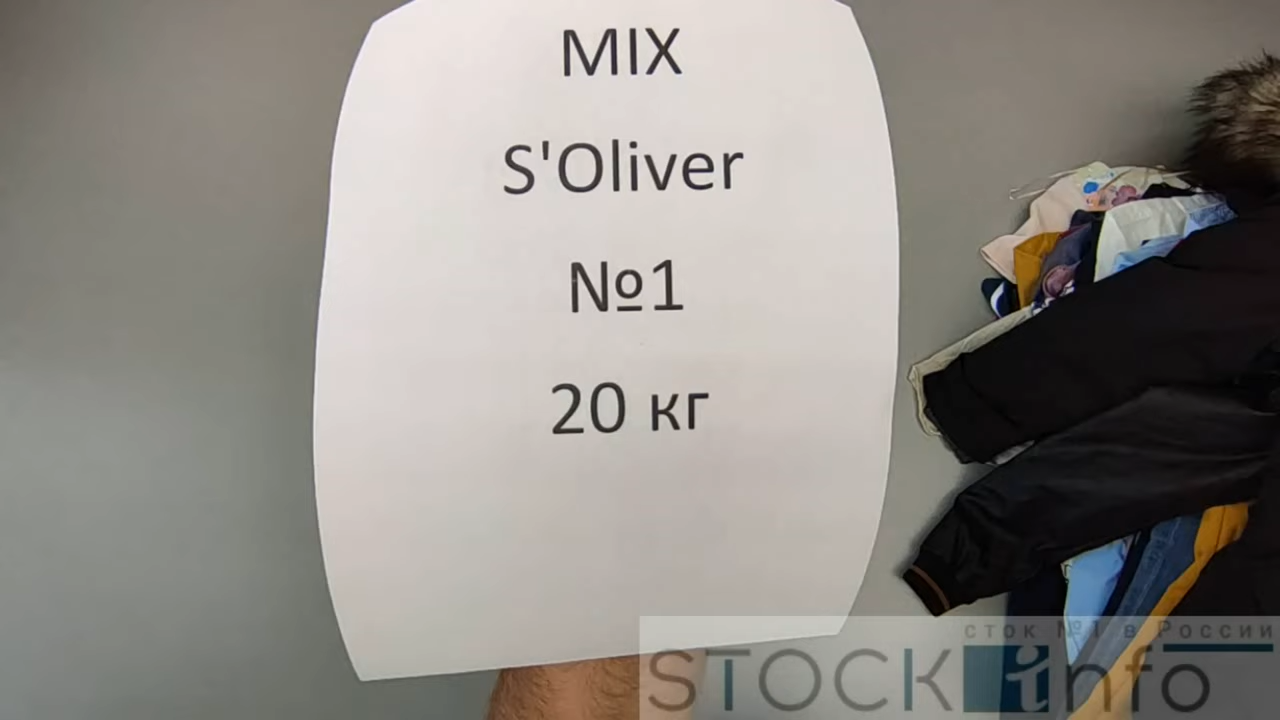 MIX
S'Oliver
№1
20 кг
сток №1 в России
STOCK info